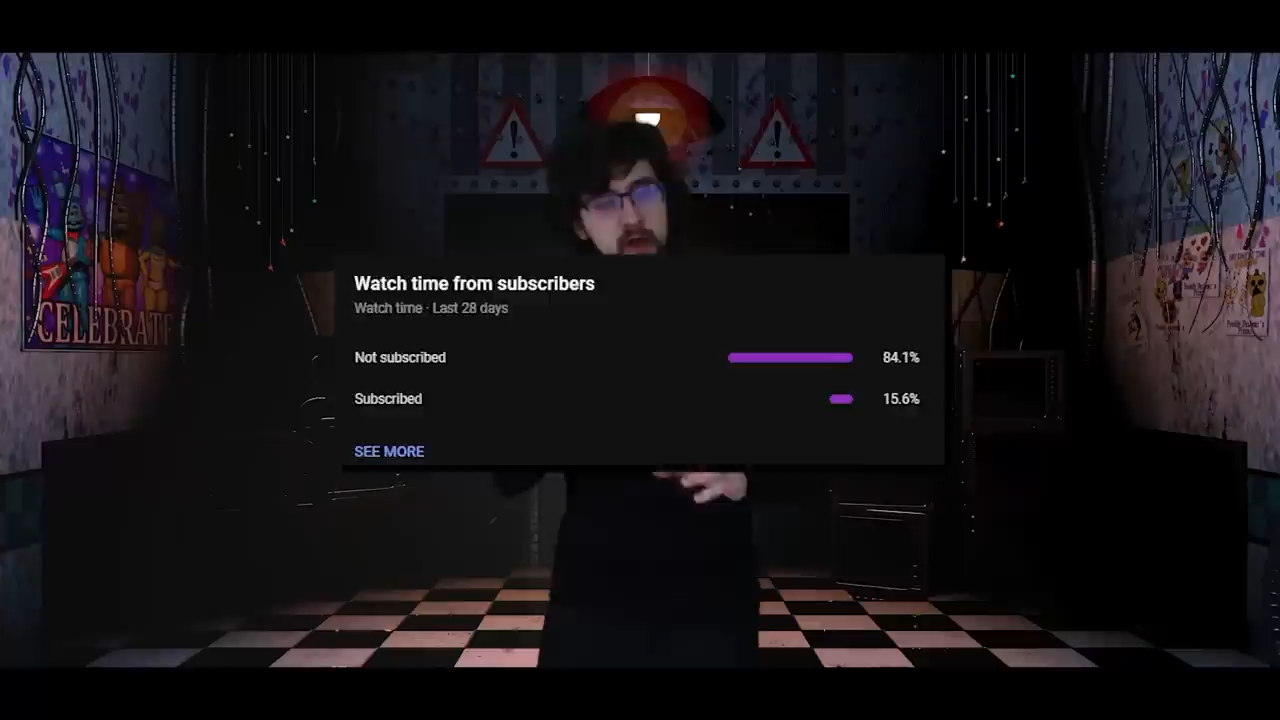 CELEBRATE
Watch time from subscribers
Watch time · Last 28 days
Not subscribed 84.1%
Subscribed 15.6%
SEE MORE